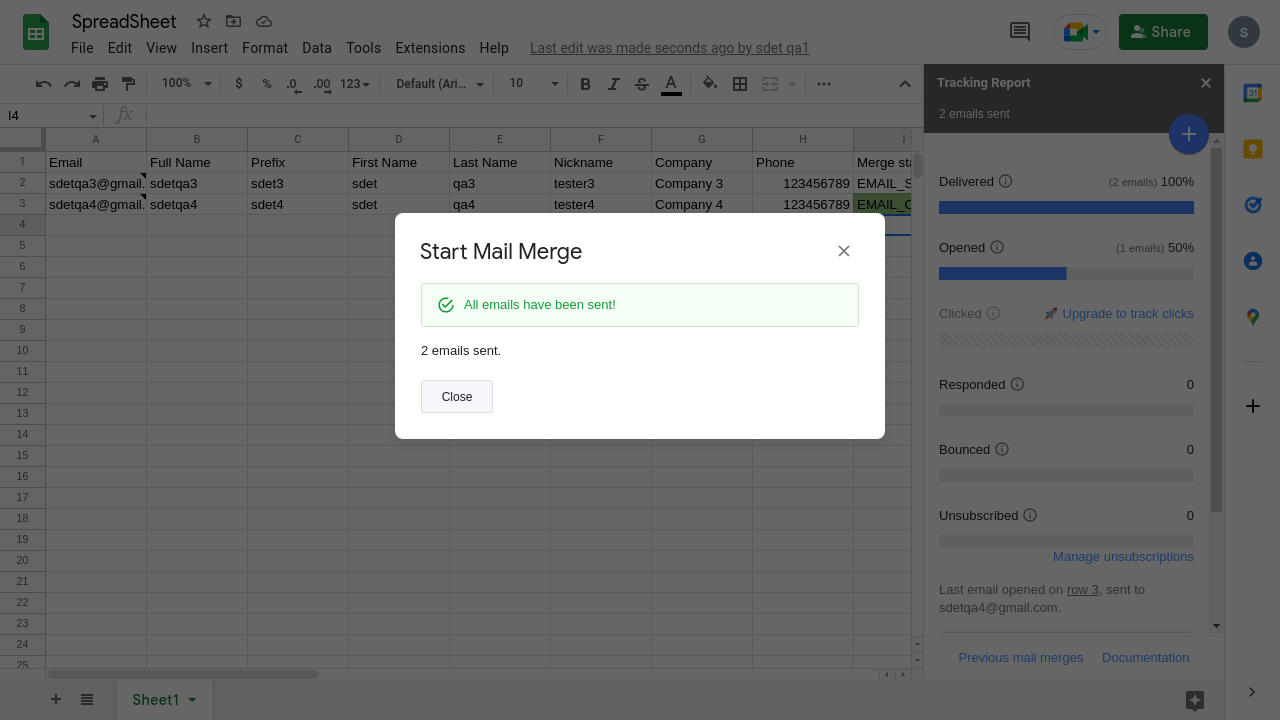 SpreadSheet
File Edit View Insert Format Data Tools Extensions Help Last edit was made seconds ago by sdet qa1
Share
S
100% $ % .0 .00 123 Default (Ari... 10 B I S A
I4 fx
A B C D E F G H I
1 Email Full Name Prefix First Name Last Name Nickname Company Phone Merge sta
2 sdetqa3@gmail. sdetqa3 sdet3 sdet qa3 tester3 Company 3 123456789 EMAIL_S
3 sdetqa4@gmail. sdetqa4 sdet4 sdet qa4 tester4 Company 4 123456789 EMAIL_O
4
5
6
7
8
9
10
11
12
13
14
15
16
17
18
19
20
21
22
23
24
25
Start Mail Merge
All emails have been sent!
2 emails sent.
Close
Tracking Report
2 emails sent
Delivered (2 emails) 100%
Opened (1 emails) 50%
Clicked 🚀 Upgrade to track clicks
Responded 0
Bounced 0
Unsubscribed 0
Manage unsubscriptions
Last email opened on row 3, sent to
sdetqa4@gmail.com.
Previous mail merges Documentation
31
Sheet1